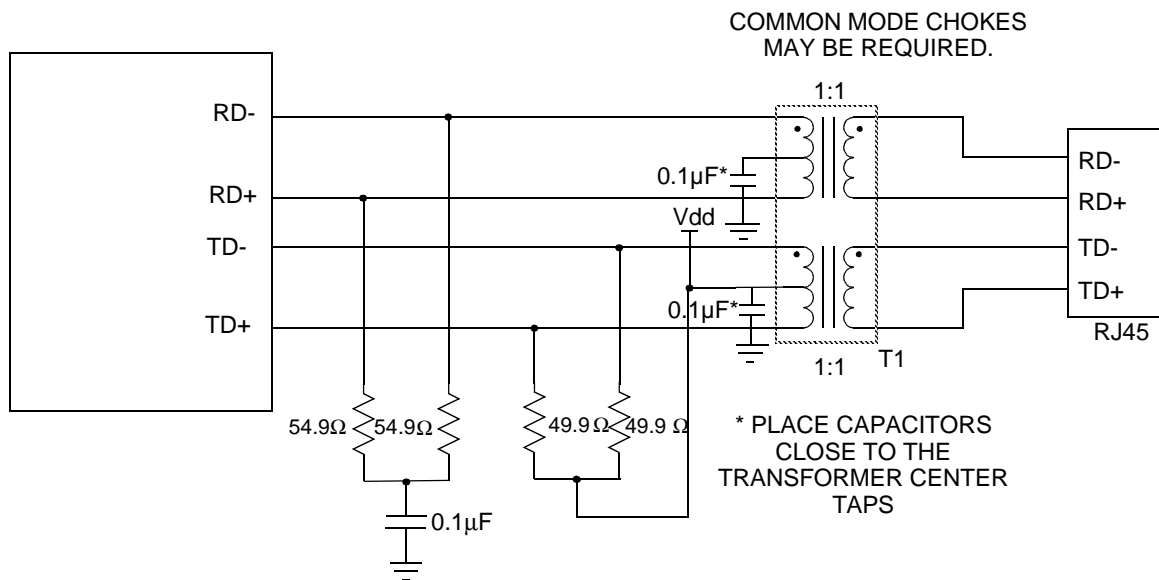 COMMON MODE CHOKES
MAY BE REQUIRED.
1:1
RD-
RD+
TD-
TD+
0.1µF*
Vdd
0.1µF*
RD-
RD+
TD-
TD+
RJ45
1:1
T1
54.9Ω
54.9Ω
49.9 Ω
49.9 Ω
* PLACE CAPACITORS
CLOSE TO THE
TRANSFORMER CENTER
TAPS
0.1µF